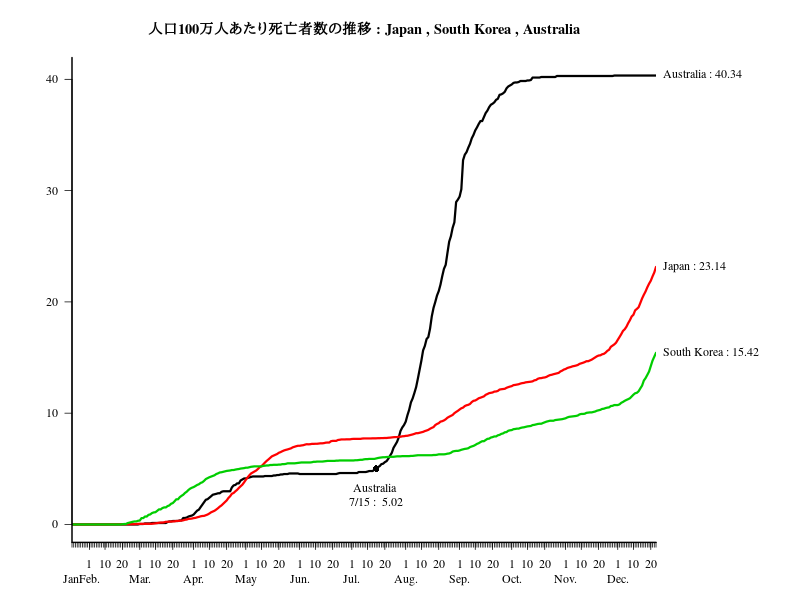 人口100万人あたり死亡者数の推移 : Japan , South Korea , Australia
40
30
20
10
0
Australia : 40.34
Japan : 23.14
South Korea : 15.42
Australia
7/15 : 5.02
1 10 20 1 10 20 1 10 20 1 10 20 1 10 20 1 10 20 1 10 20 1 10 20 1 10 20 1 10 20 1 10 20
JanFeb. Mar. Apr. May Jun. Jul. Aug. Sep. Oct. Nov. Dec.